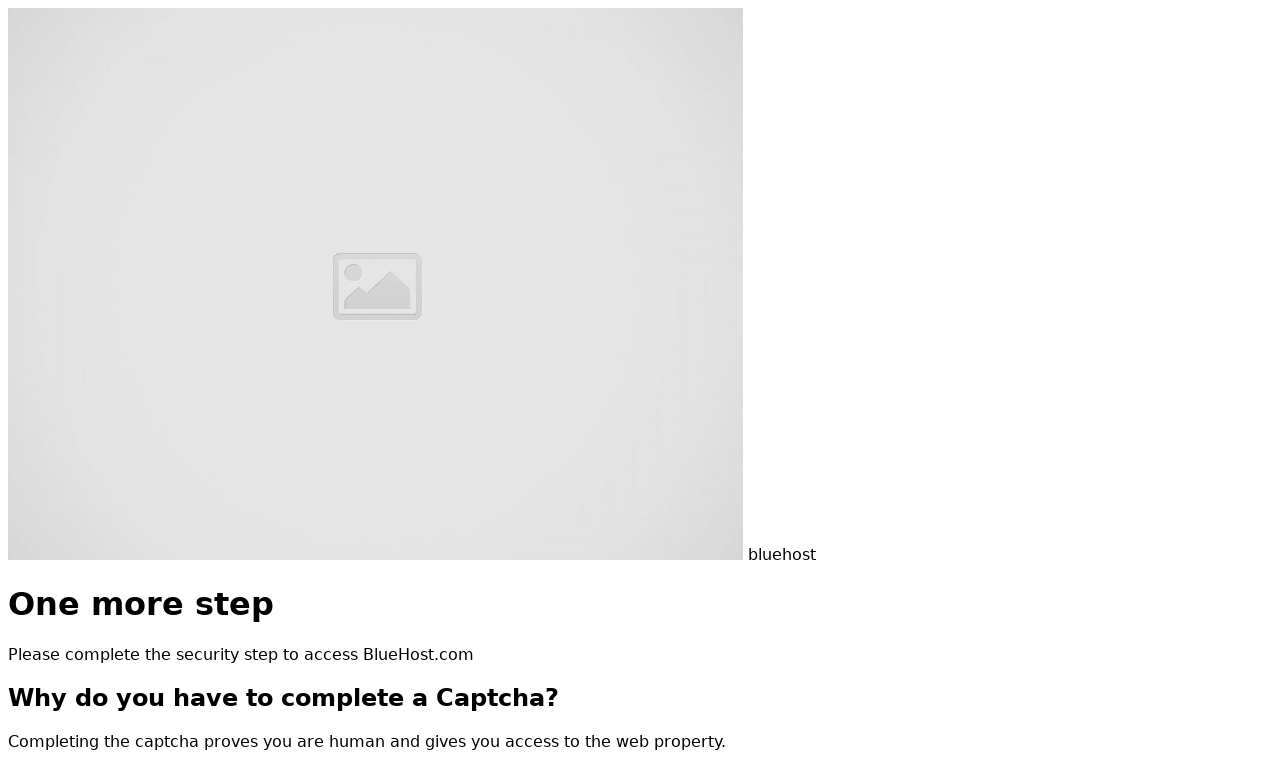 bluehost
One more step
Please complete the security step to access BlueHost.com
Why do you have to complete a Captcha?
Completing the captcha proves you are human and gives you access to the web property.